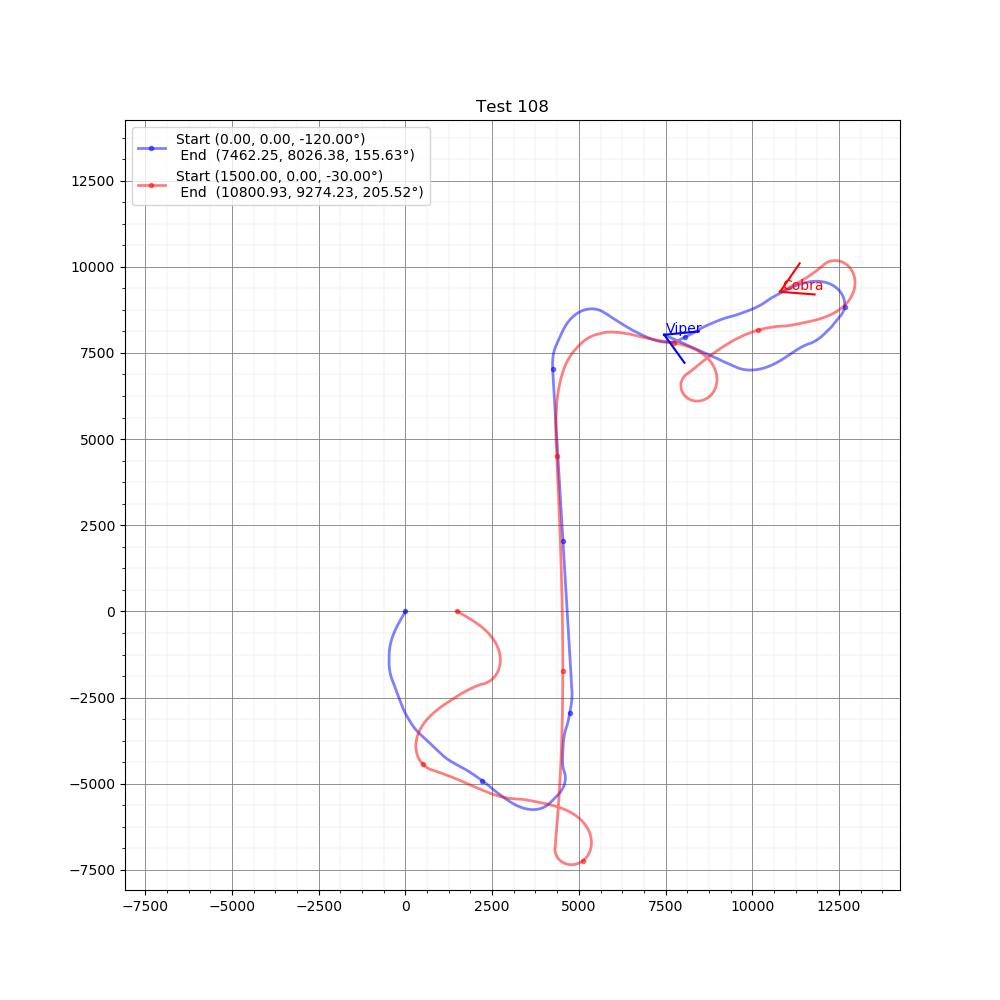 Test 108
Start (0.00, 0.00, -120.00°)
End  (7462.25, 8026.38, 155.63°)
Start (1500.00, 0.00, -30.00°)
End  (10800.93, 9274.23, 205.52°)
12500
10000
7500
5000
2500
0
−2500
−5000
−7500
Cobra
Viper
−7500 −5000 −2500 0 2500 5000 7500 10000 12500